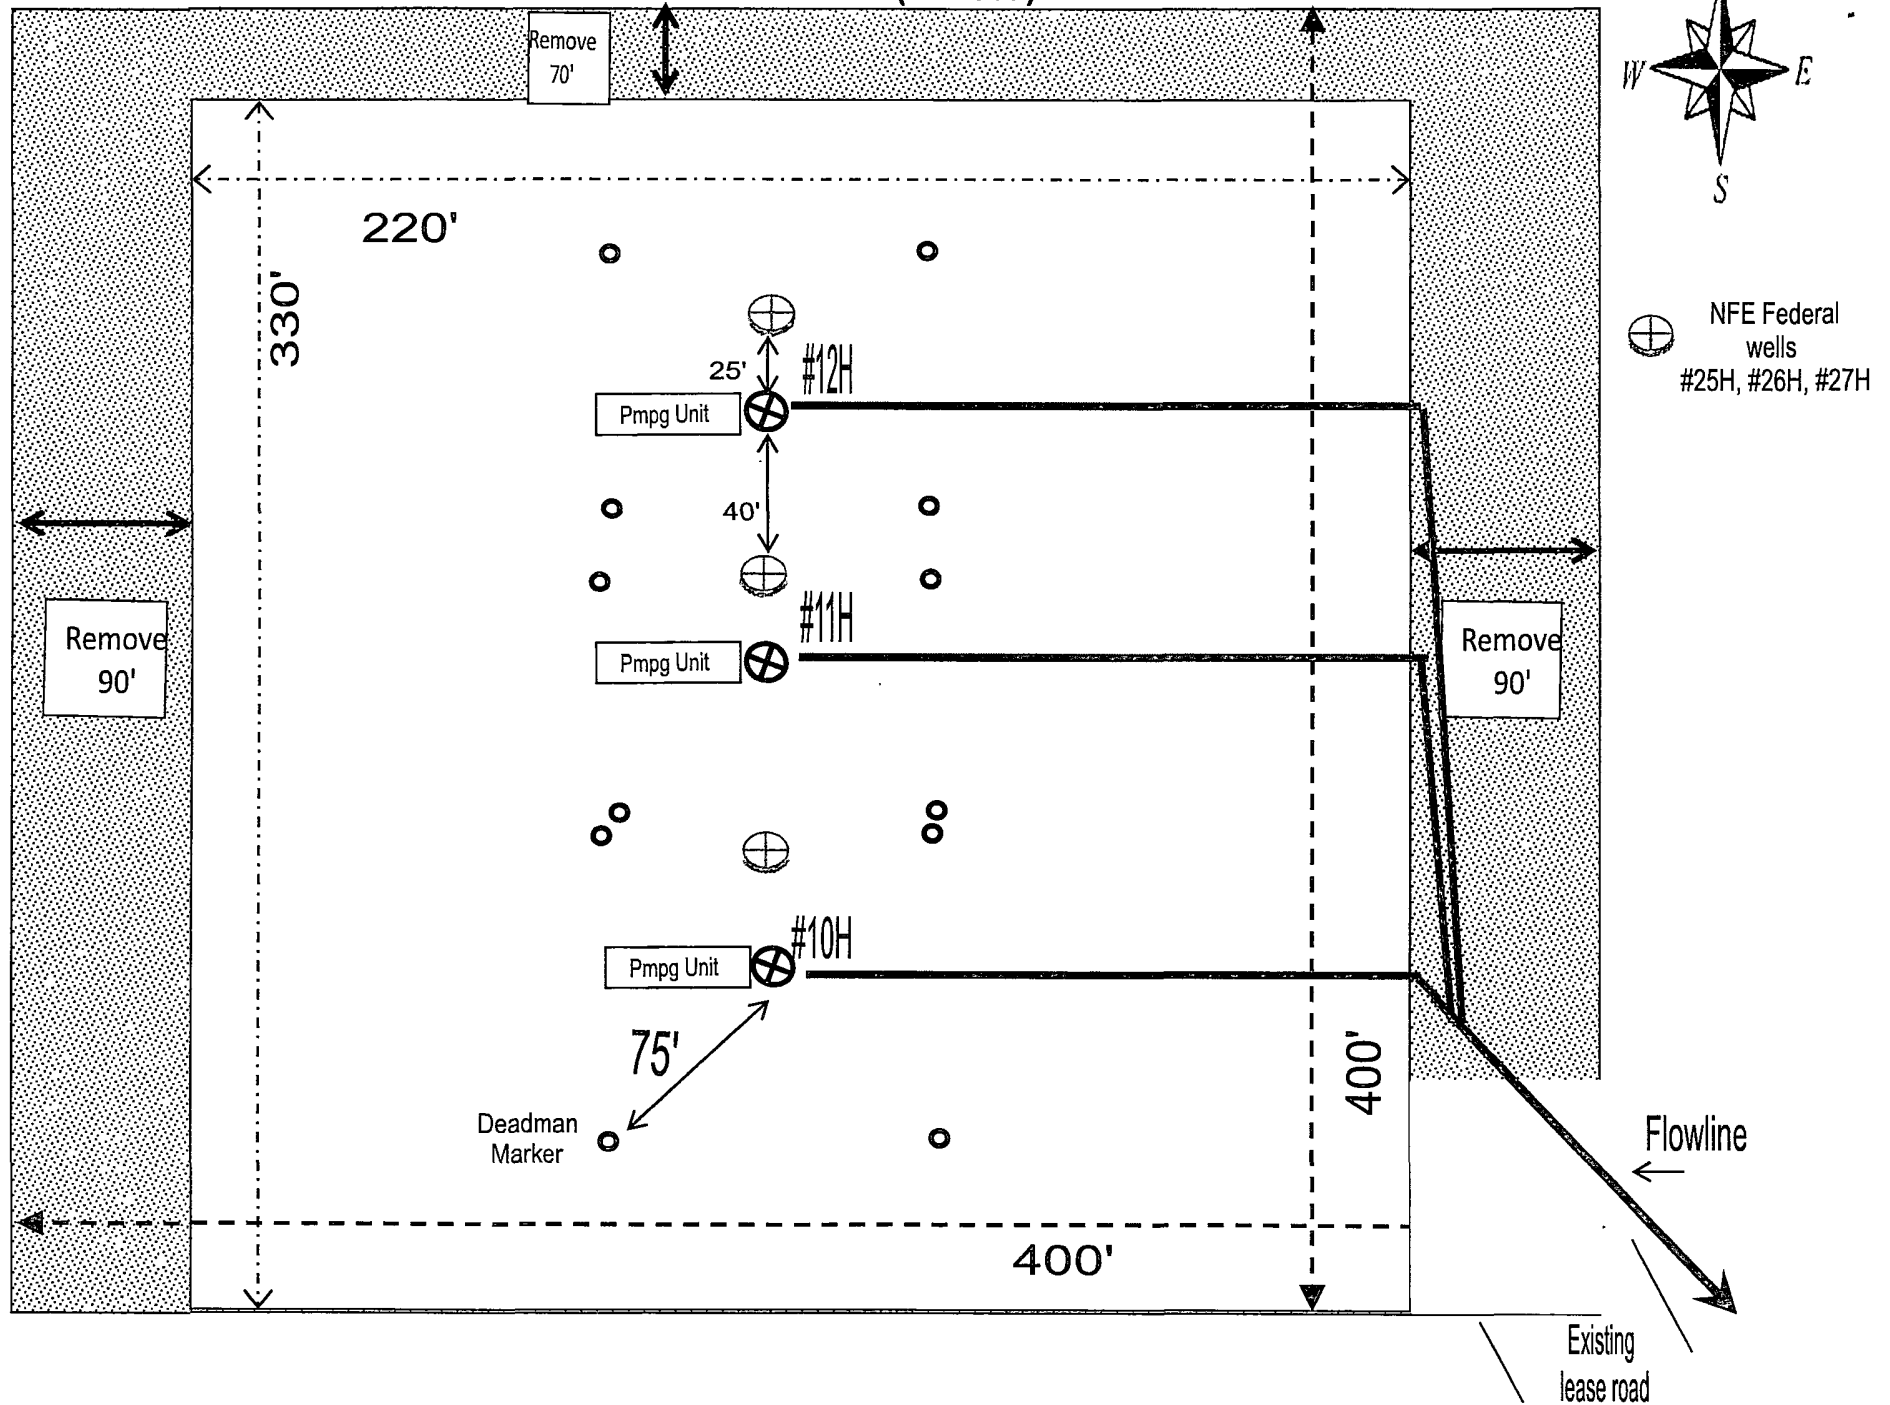 Remove
70'
W
E
S
220'
330'
NFE Federal
wells
#25H, #26H, #27H
25'
#12H
Pmpg Unit
40'
#11H
Pmpg Unit
Remove
90'
Remove
90'
#10H
Pmpg Unit
75'
400'
Deadman
Marker
Flowline
400'
Existing
lease road